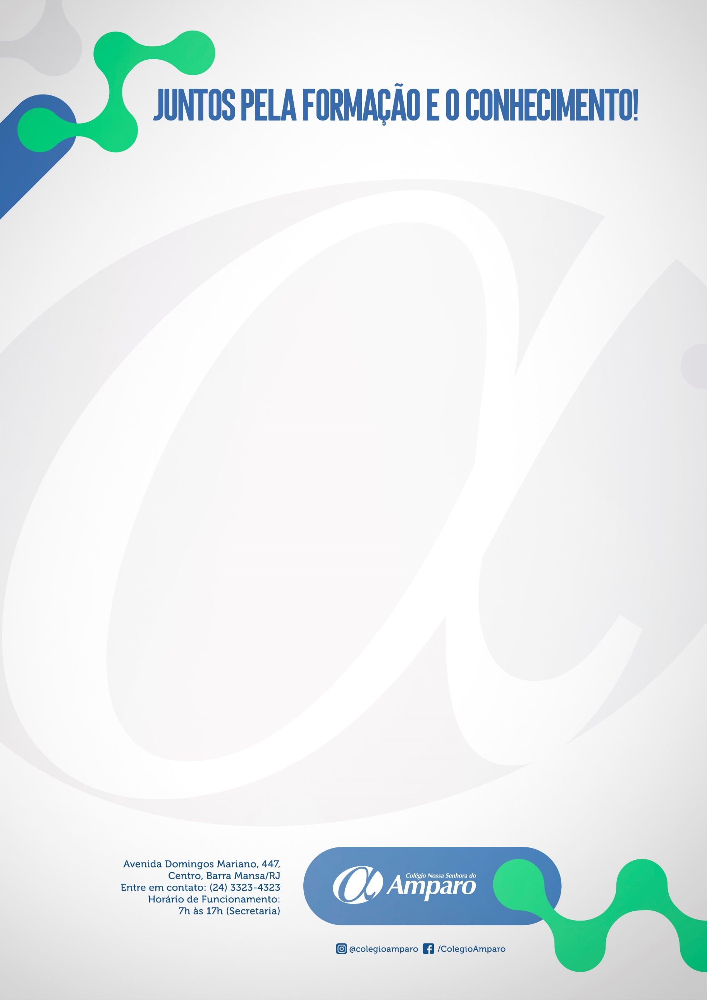 JUNTOS PELA FORMAÇÃO E O CONHECIMENTO!
Avenida Domingos Mariano, 447,
Centro, Barra Mansa/RJ
Entre em contato: (24) 3323-4323
Horário de Funcionamento:
7h às 17h (Secretaria)
Colégio Nossa Senhora do
Amparo
@colegioamparo /ColegioAmparo